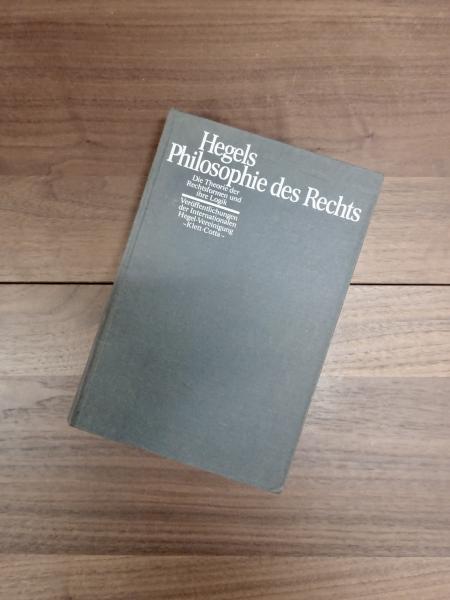 Hegels
Philosophie des Rechts
Die Theorie der
Rechtsformen und
ihre Logik
Veröffentlichungen
der Internationalen
Hegel-Vereinigung
–Klett-Cotta–